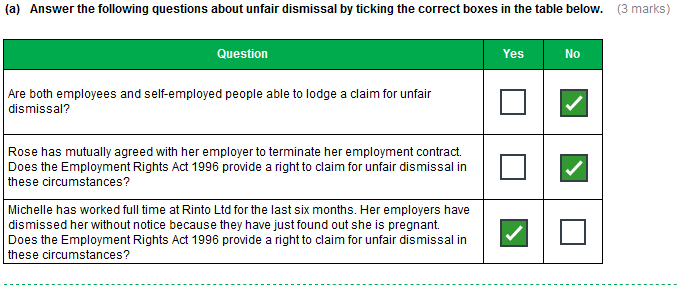 (a) Answer the following questions about unfair dismissal by ticking the correct boxes in the table below. (3 marks)
Question Yes No
Are both employees and self-employed people able to lodge a claim for unfair
dismissal?
Rose has mutually agreed with her employer to terminate her employment contract.
Does the Employment Rights Act 1996 provide a right to claim for unfair dismissal in
these circumstances?
Michelle has worked full time at Rinto Ltd for the last six months. Her employers have
dismissed her without notice because they have just found out she is pregnant.
Does the Employment Rights Act 1996 provide a right to claim for unfair dismissal in
these circumstances?